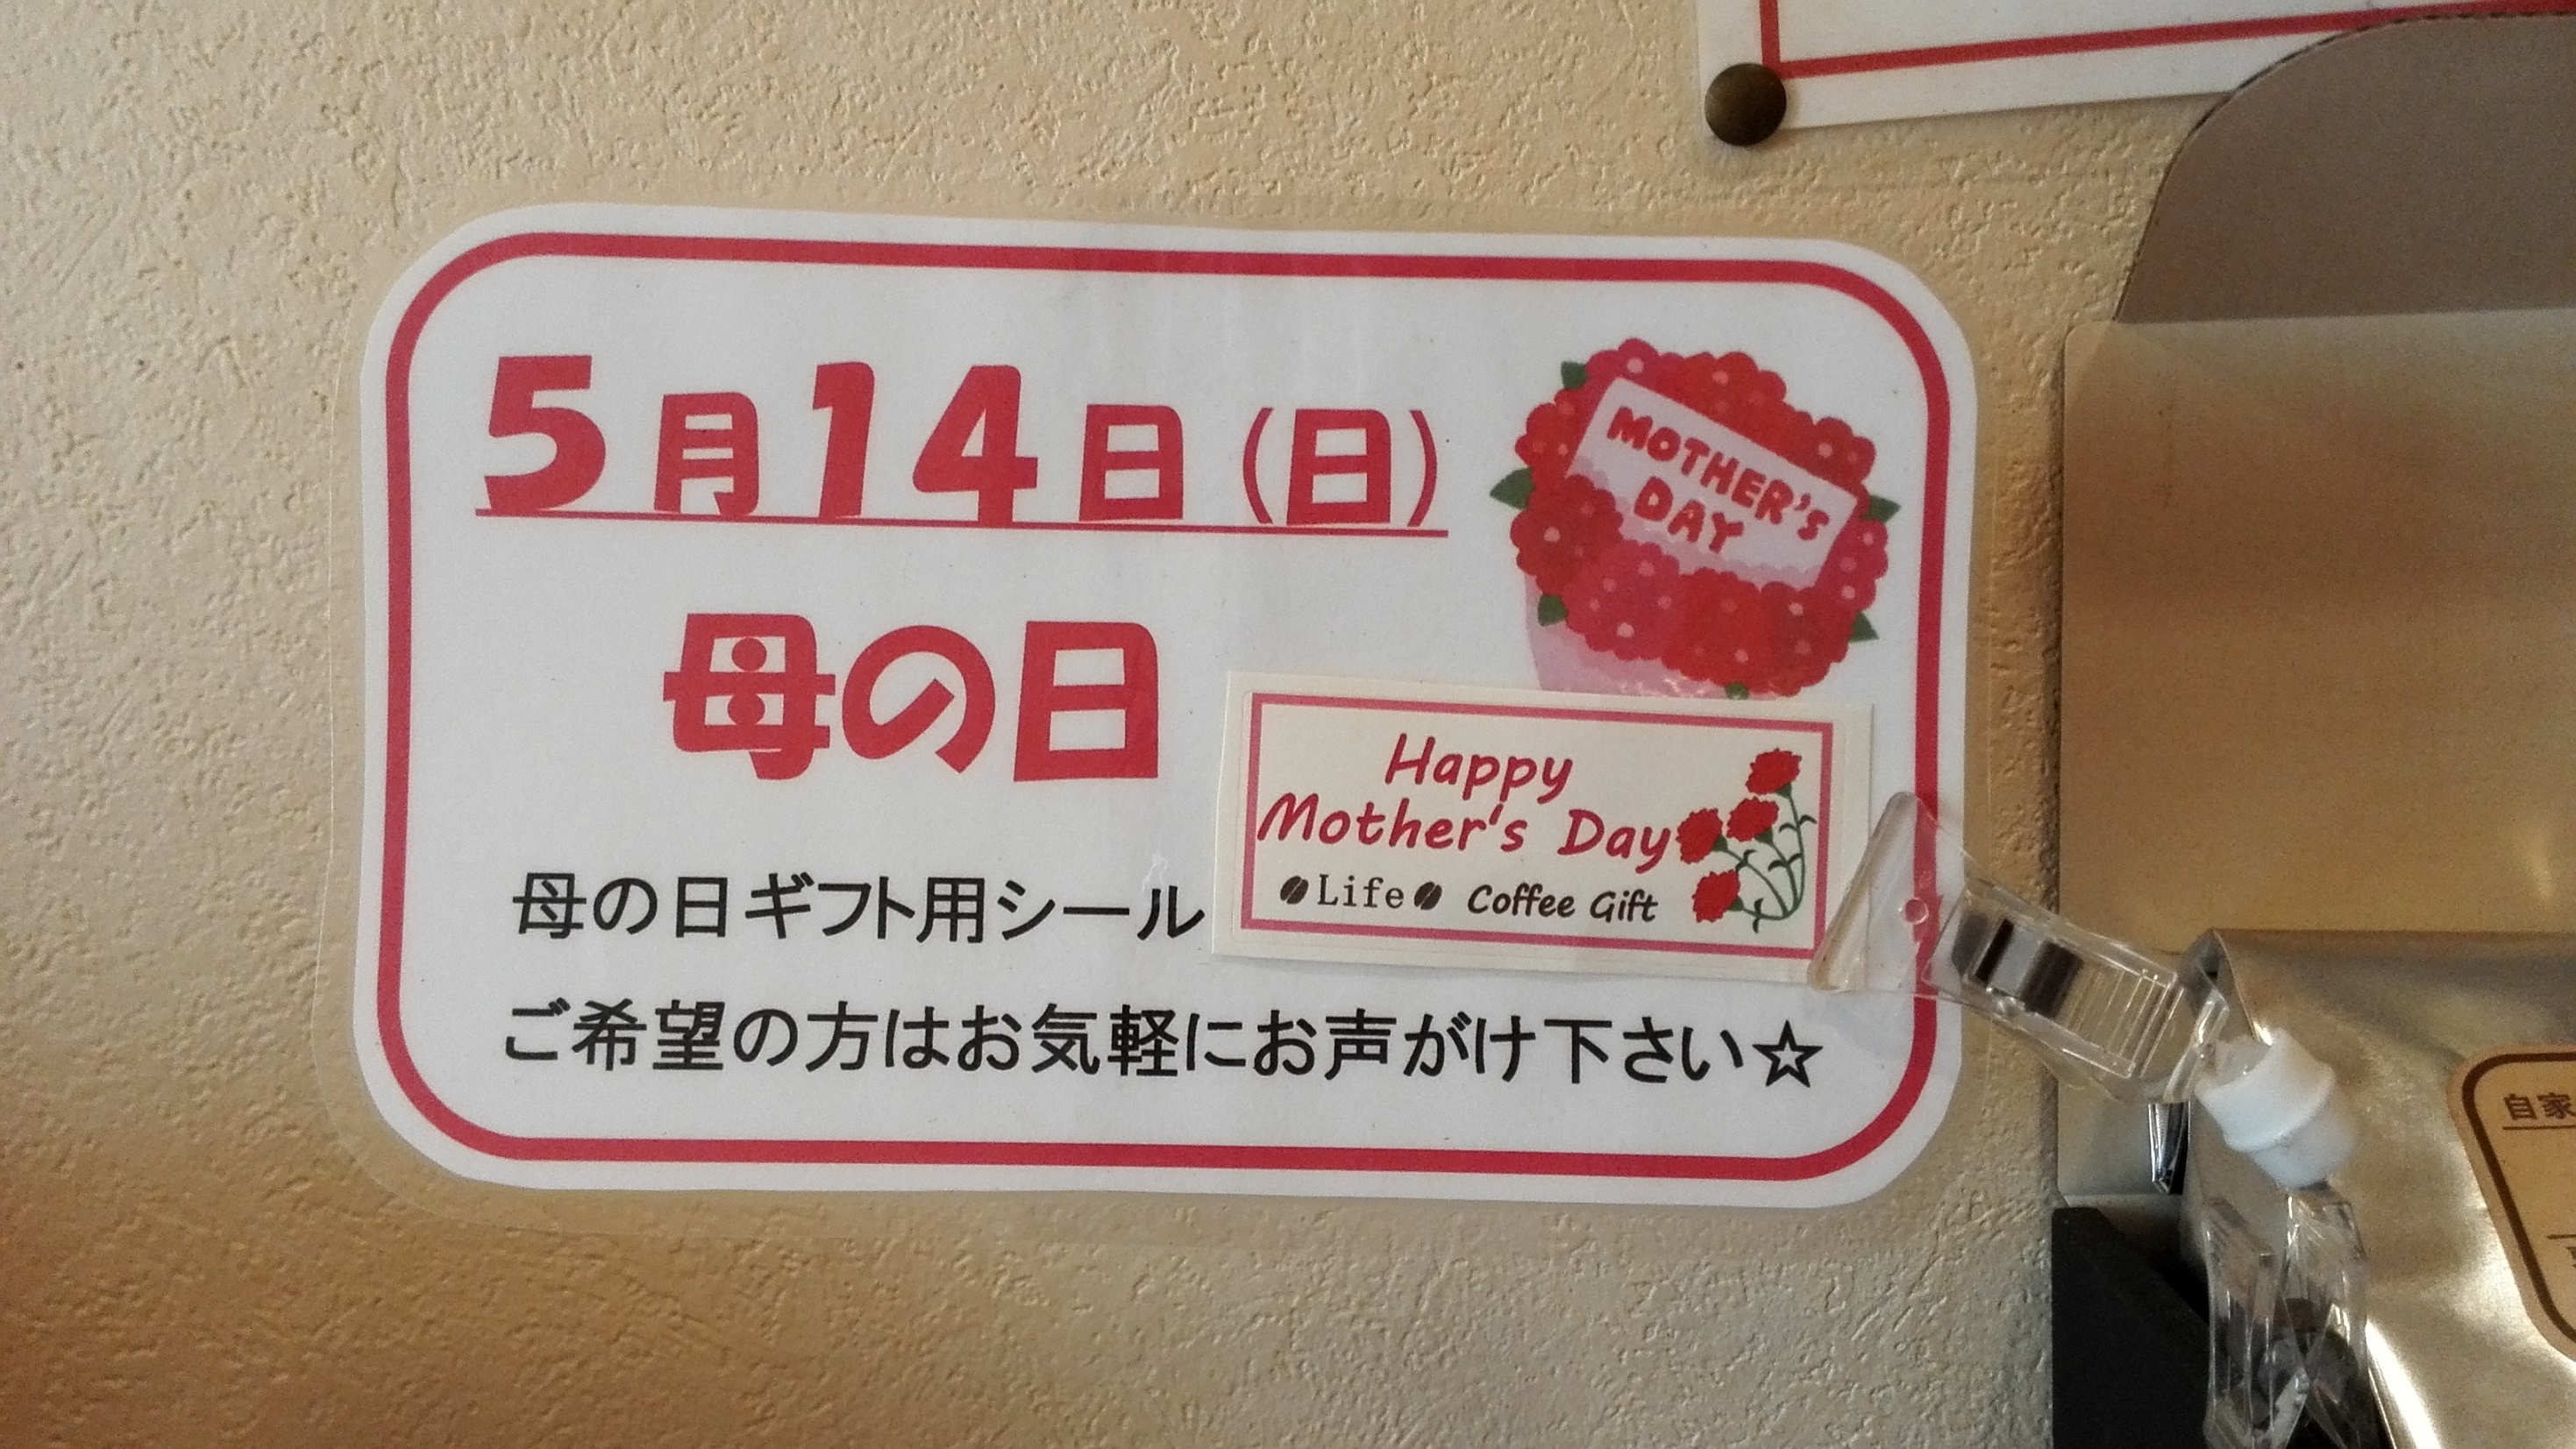 5月14日(日)
MOTHER'S
DAY
母の日
Happy
Mother's Day
Life Coffee Gift
母の日ギフト用シール
ご希望の方はお気軽にお声がけ下さい☆
自家